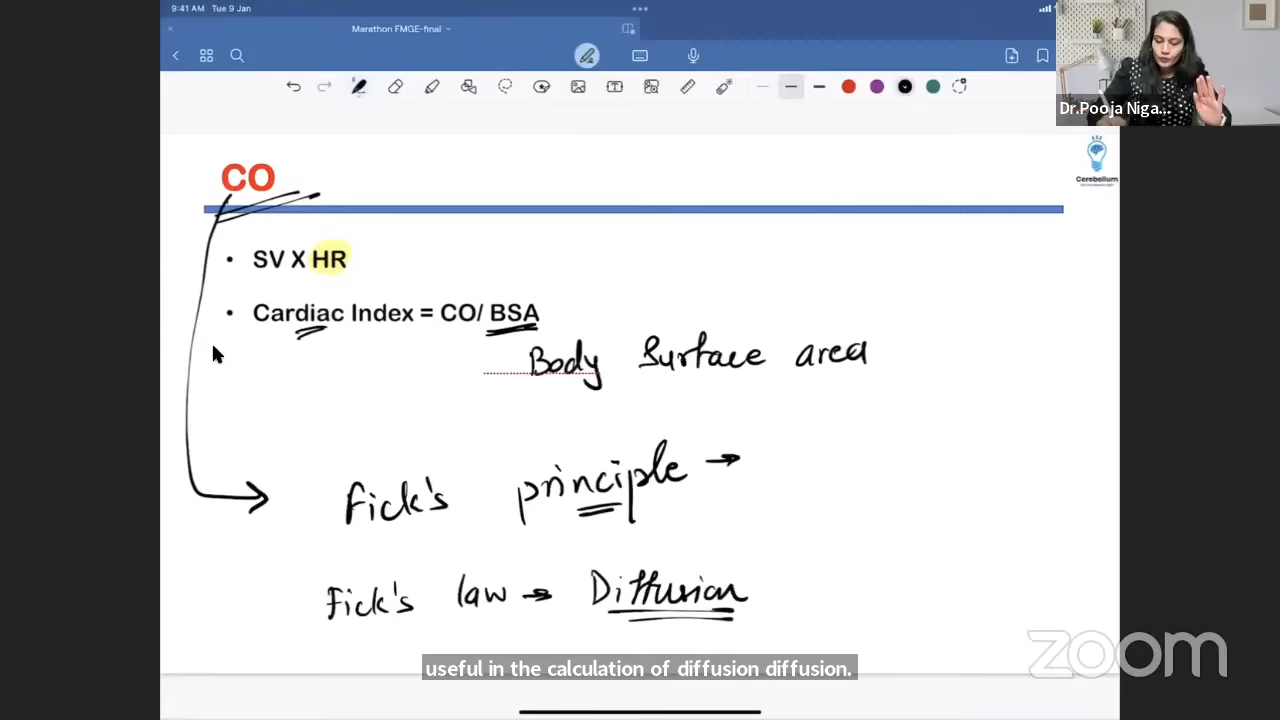 9:41 AM Tue 9 Jan
Marathon FMGE-final
Dr.Pooja Niga...
Cerebellum
CO
• SV X HR
• Cardiac Index = CO/ BSA
Body Surface area
Fick's principle →
Fick's law → Diffusion
zoom
useful in the calculation of diffusion diffusion.